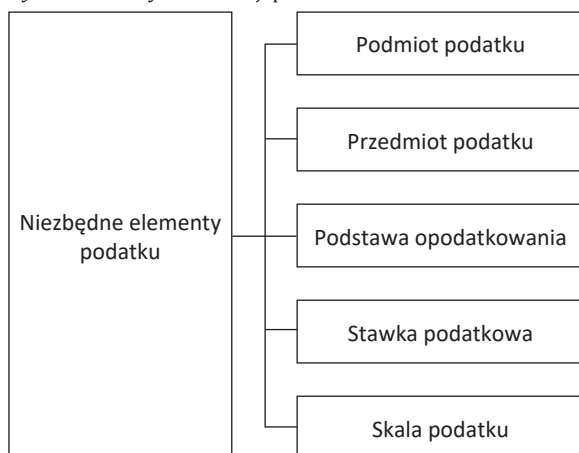 Niezbędne elementy
podatku
Podmiot podatku
Przedmiot podatku
Podstawa opodatkowania
Stawka podatkowa
Skala podatku